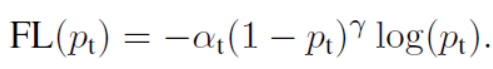 FL(pₜ) = −αₜ(1 − pₜ)ᵞ log(pₜ).